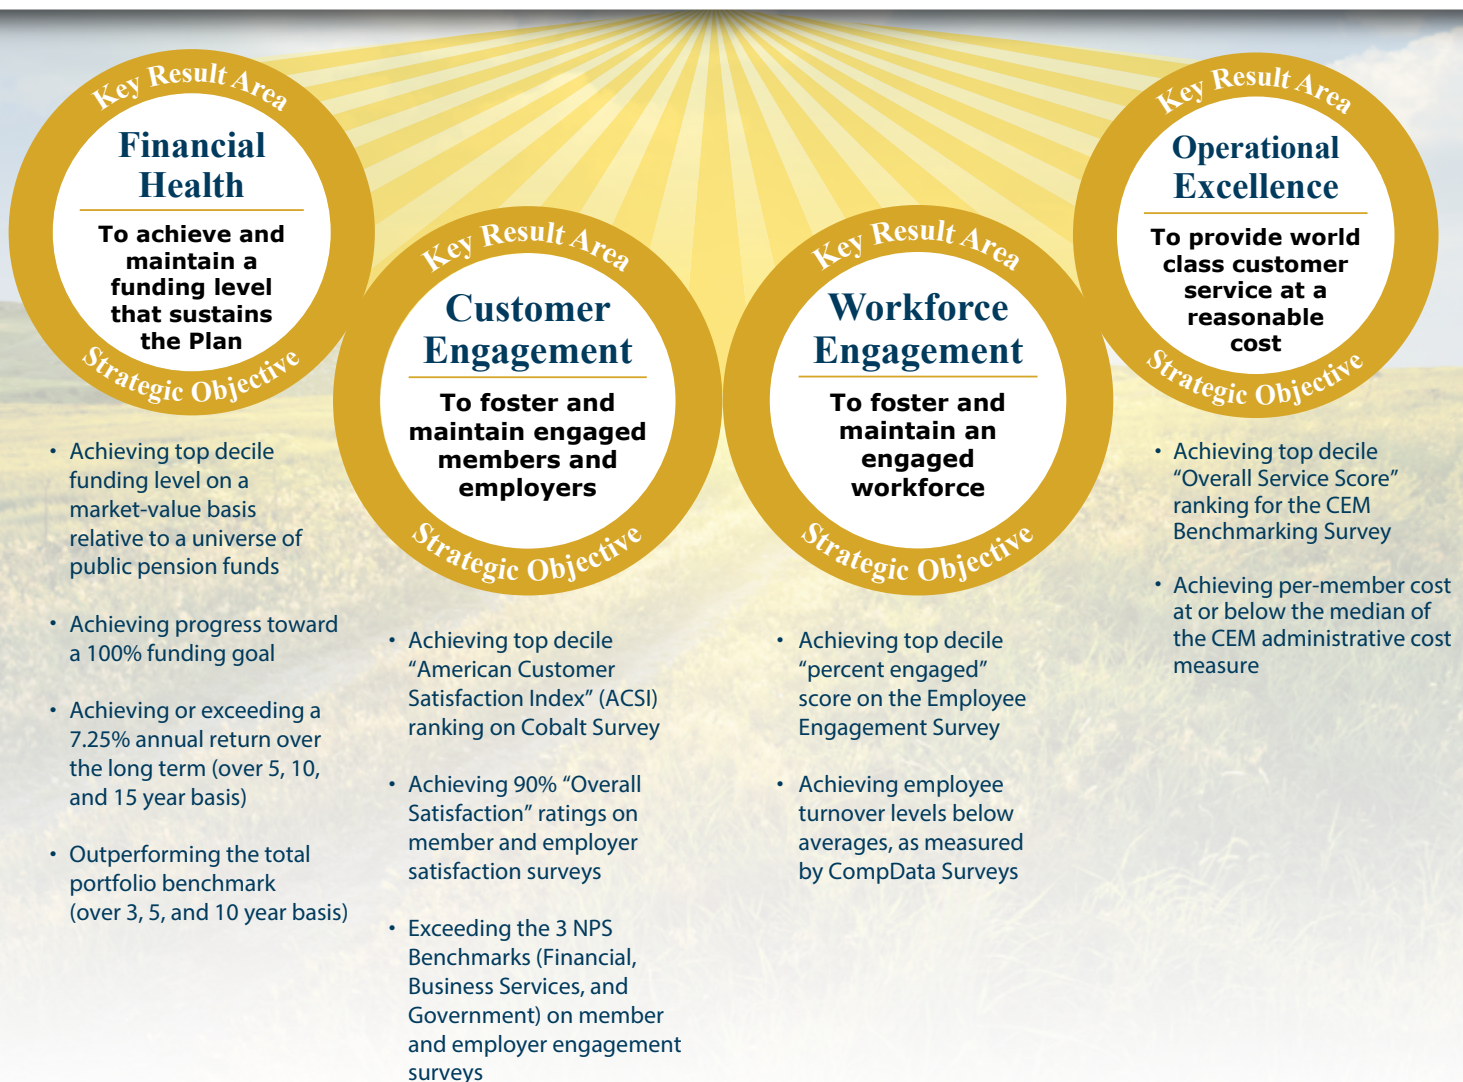 Key Result Area
Financial
Health
To achieve and
maintain a
funding level
that sustains
the Plan
Strategic Objective
• Achieving top decile
funding level on a
market-value basis
relative to a universe of
public pension funds
• Achieving progress toward
a 100% funding goal
• Achieving or exceeding a
7.25% annual return over
the long term (over 5, 10,
and 15 year basis)
• Outperforming the total
portfolio benchmark
(over 3, 5, and 10 year basis)
Key Result Area
Customer
Engagement
To foster and
maintain engaged
members and
employers
Strategic Objective
• Achieving top decile
“American Customer
Satisfaction Index” (ACSI)
ranking on Cobalt Survey
• Achieving 90% “Overall
Satisfaction” ratings on
member and employer
satisfaction surveys
• Exceeding the 3 NPS
Benchmarks (Financial,
Business Services, and
Government) on member
and employer engagement
surveys
Key Result Area
Workforce
Engagement
To foster and
maintain an
engaged
workforce
Strategic Objective
• Achieving top decile
“percent engaged”
score on the Employee
Engagement Survey
• Achieving employee
turnover levels below
averages, as measured
by CompData Surveys
Key Result Area
Operational
Excellence
To provide world
class customer
service at a
reasonable
cost
Strategic Objective
• Achieving top decile
“Overall Service Score”
ranking for the CEM
Benchmarking Survey
• Achieving per-member cost
at or below the median of
the CEM administrative cost
measure